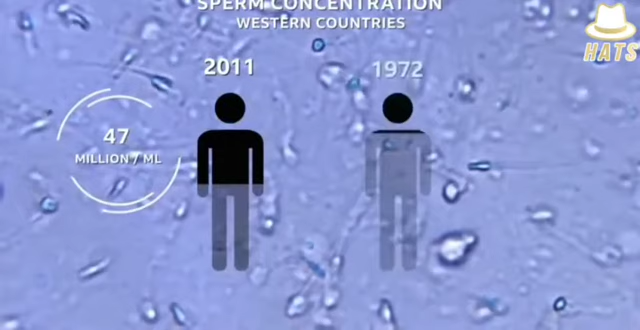 SPERM CONCENTRATION
WESTERN COUNTRIES
HATS
2011
1972
47
MILLION / ML